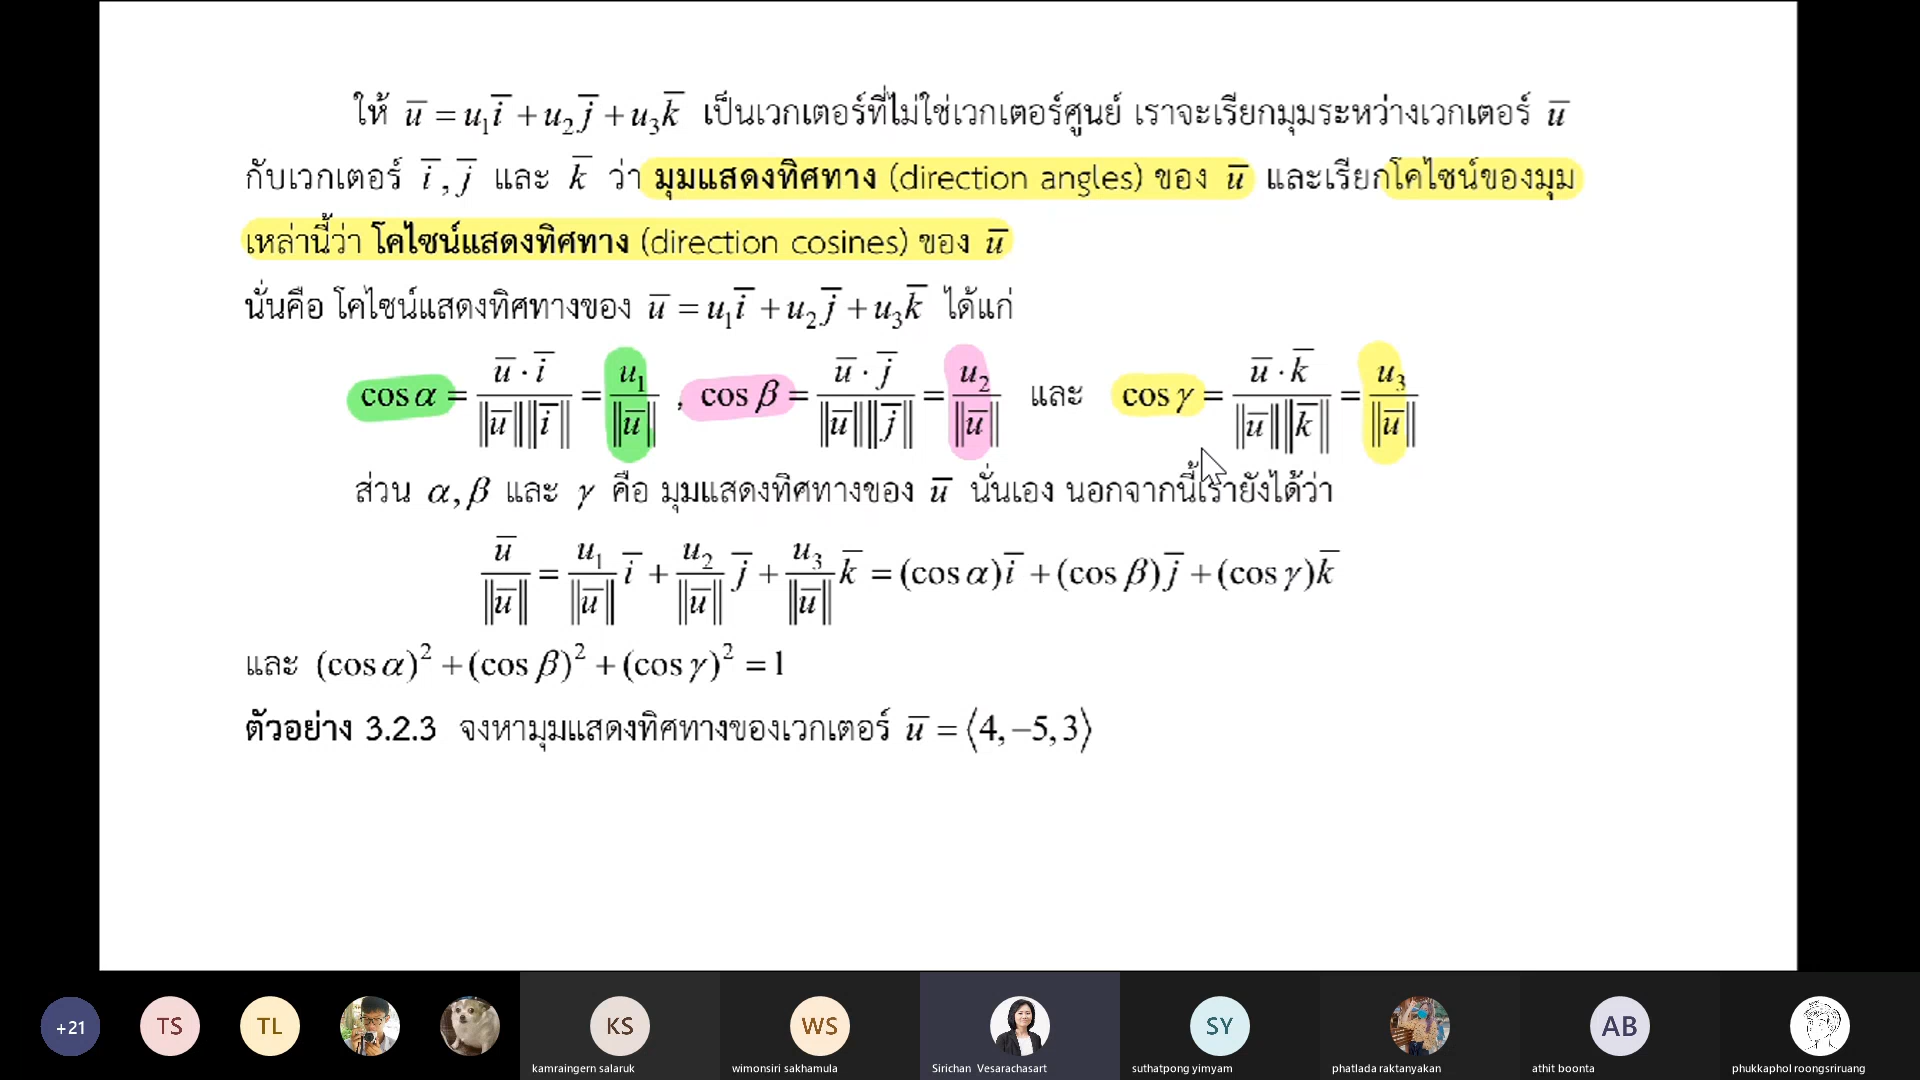 ให้ u̅ = u₁i̅ + u₂j̅ + u₃k̅ เป็นเวกเตอร์ที่ไม่ใช่เวกเตอร์ศูนย์ เราจะเรียกมุมระหว่างเวกเตอร์ u̅
กับเวกเตอร์ i̅ , j̅ และ k̅ ว่า มุมแสดงทิศทาง (direction angles) ของ u̅ และเรียกโคไซน์ของมุม
เหล่านี้ว่า โคไซน์แสดงทิศทาง (direction cosines) ของ u̅
นั่นคือ โคไซน์แสดงทิศทางของ u̅ = u₁i̅ + u₂j̅ + u₃k̅ ได้แก่
cos α = (u̅ · i̅)/(‖u̅‖‖i̅‖) = u₁/‖u̅‖ , cos β = (u̅ · j̅)/(‖u̅‖‖j̅‖) = u₂/‖u̅‖ และ cos γ = (u̅ · k̅)/(‖u̅‖‖k̅‖) = u₃/‖u̅‖
ส่วน α, β และ γ คือ มุมแสดงทิศทางของ u̅ นั่นเอง นอกจากนี้เรายังได้ว่า
u̅/‖u̅‖ = u₁/‖u̅‖ i̅ + u₂/‖u̅‖ j̅ + u₃/‖u̅‖ k̅ = (cos α)i̅ + (cos β)j̅ + (cos γ)k̅
และ (cos α)² + (cos β)² + (cos γ)² = 1
ตัวอย่าง 3.2.3 จงหามุมแสดงทิศทางของเวกเตอร์ u̅ = ⟨4, −5, 3⟩
+21 TS TL KS WS SY AB
kamraingern salaruk wimonsiri sakhamula Sirichan Vesarachasart suthatpong yimyam phatlada raktanyakan athit boonta phukkaphol roongsriruang